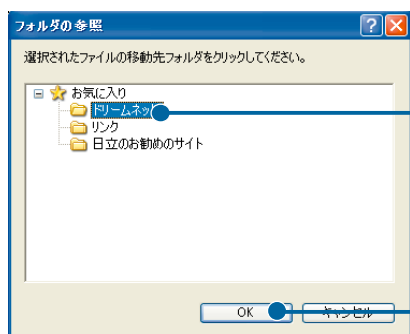 フォルダの参照
選択されたファイルの移動先フォルダをクリックしてください。
お気に入り
ドリームネッ
リンク
日立のお勧めのサイト
OK
キャンセル